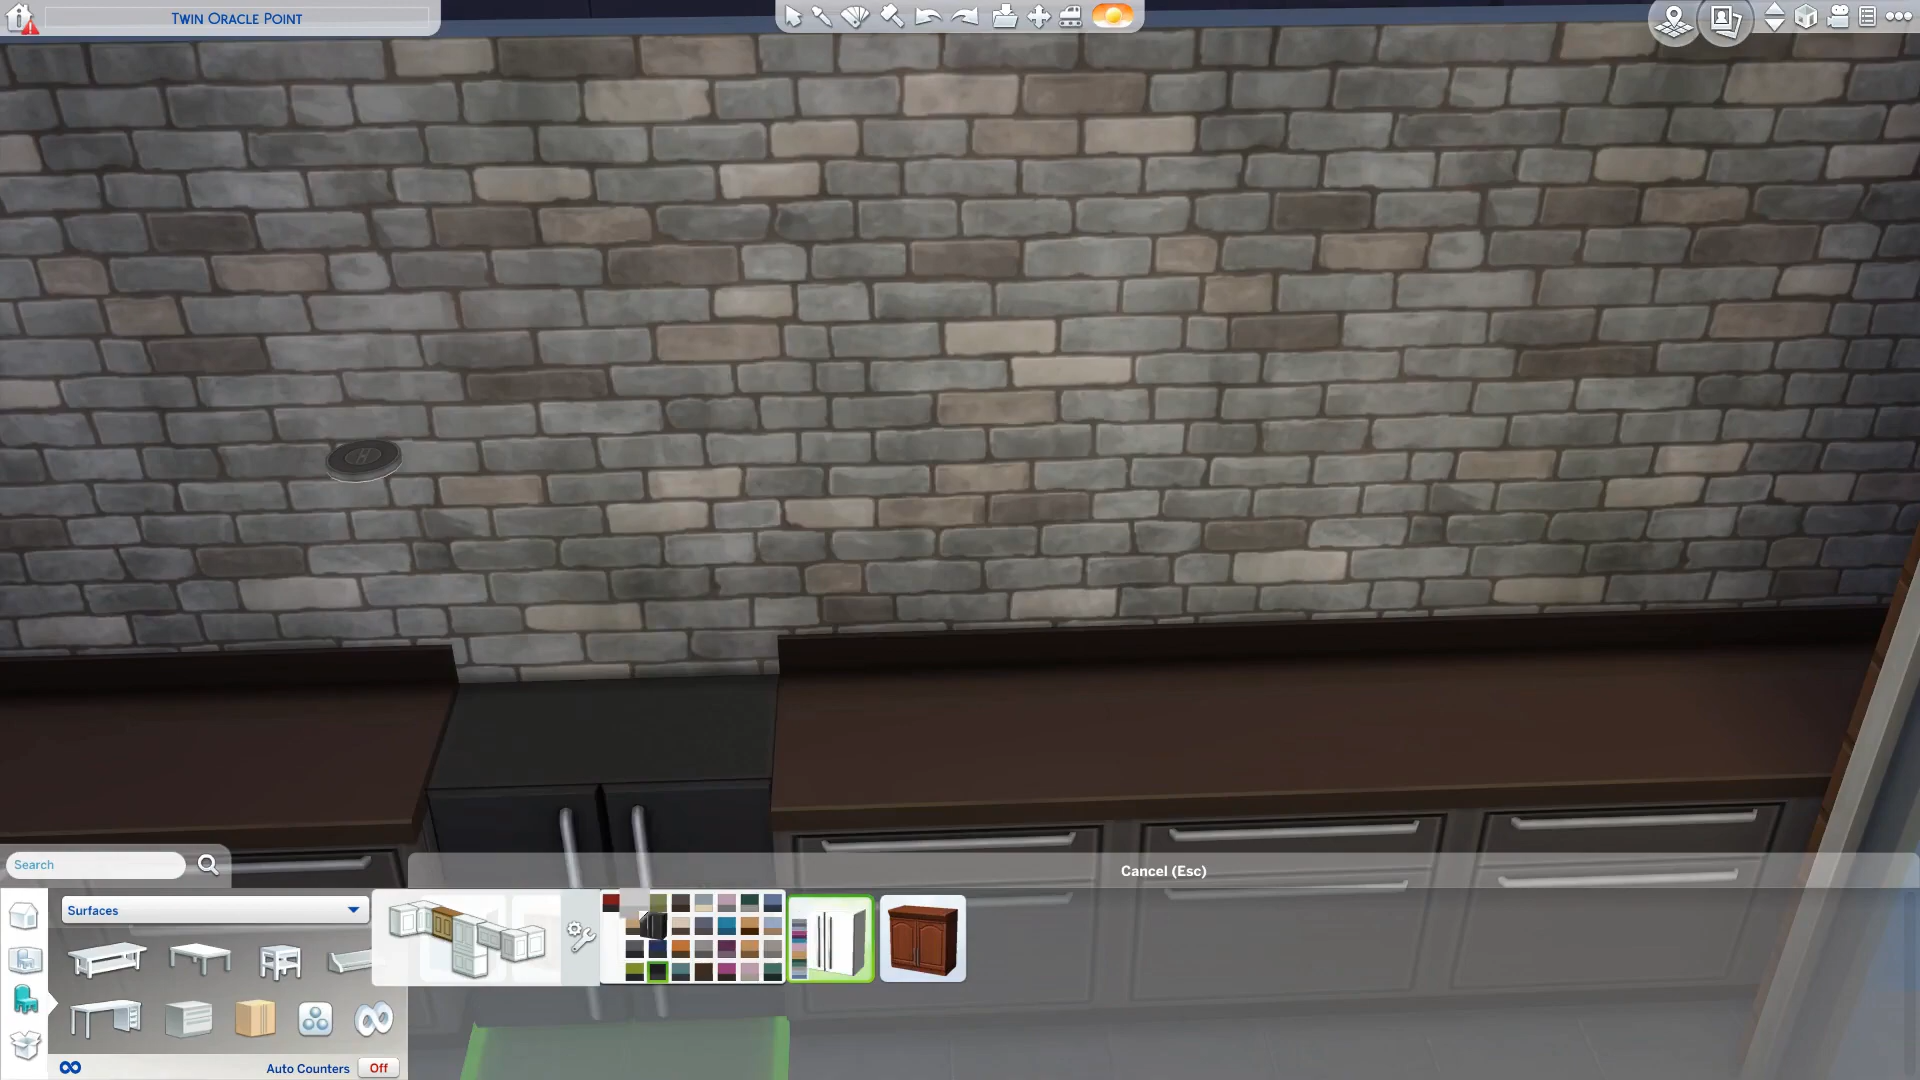 Twin Oracle Point
Cancel (Esc)
Search
Surfaces
Auto Counters Off